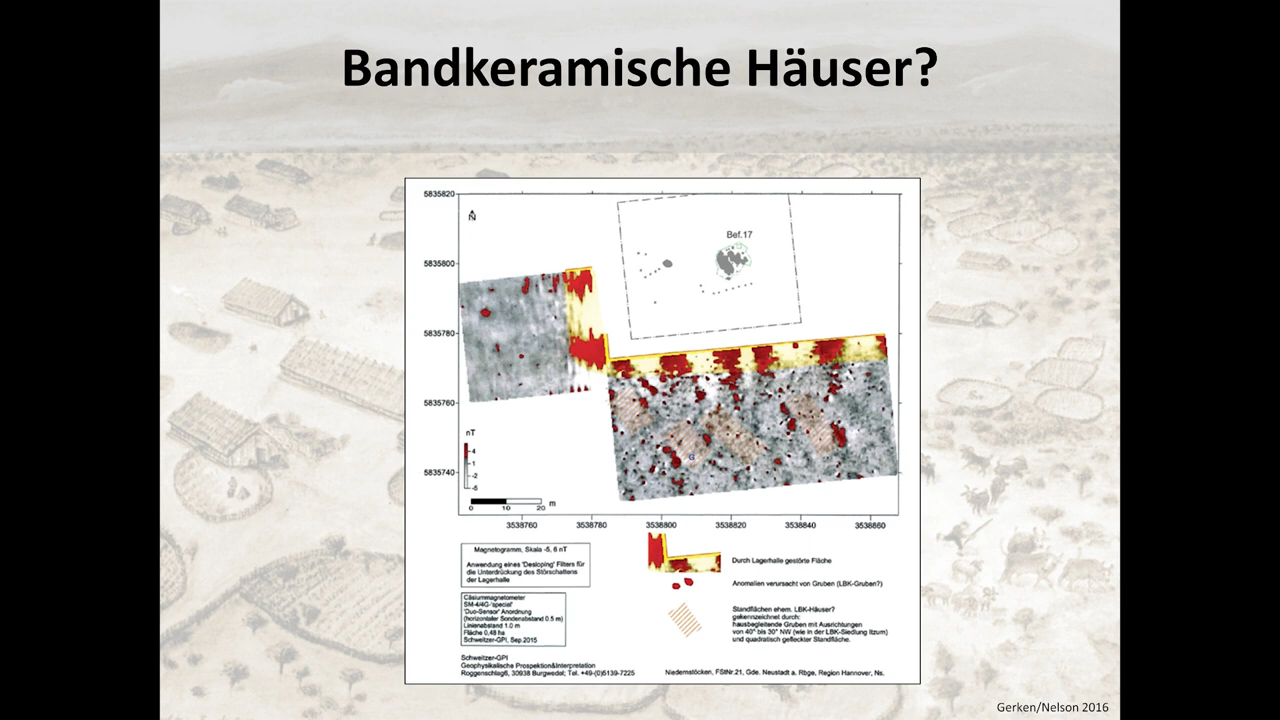 Bandkeramische Häuser?
5835820
N
Bef.17
5835800
5835780
5835760
nT
4
1
-2
-5
5835740
0 10 20 m
3538760 3538780 3538800 3538820 3538840 3538860
Magnetogramm, Skala -5, 6 nT
Anwendung eines 'Desloping' Filters für
die Unterdrückung des Störschattens
der Lagerhalle
Durch Lagerhalle gestörte Fläche
Anomalien verursacht von Gruben (LBK-Gruben?)
Cäsiummagnetometer
SM-4/4G-'special'
'Duo-Sensor' Anordnung
(horizontaler Sondenabstand 0.5 m)
Linienabstand 1.0 m
Fläche 0,48 ha
Schweitzer-GPI, Sep.2015
Standflächen ehem. LBK-Häuser?
gekennzeichnet durch:
hausbegleitende Gruben mit Ausrichtungen
von 40° bis 30° NW (wie in der LBK-Siedlung Itzum)
und quadratisch gefleckter Standfläche.
Schweitzer-GPI
Geophysikalische Prospektion&Interpretation
Roggenschlag6, 30938 Burgwedel; Tel. +49-(0)5139-7225
Niedernstöcken, FStNr.21, Gde. Neustadt a. Rbge, Region Hannover, Ns.
Gerken/Nelson 2016